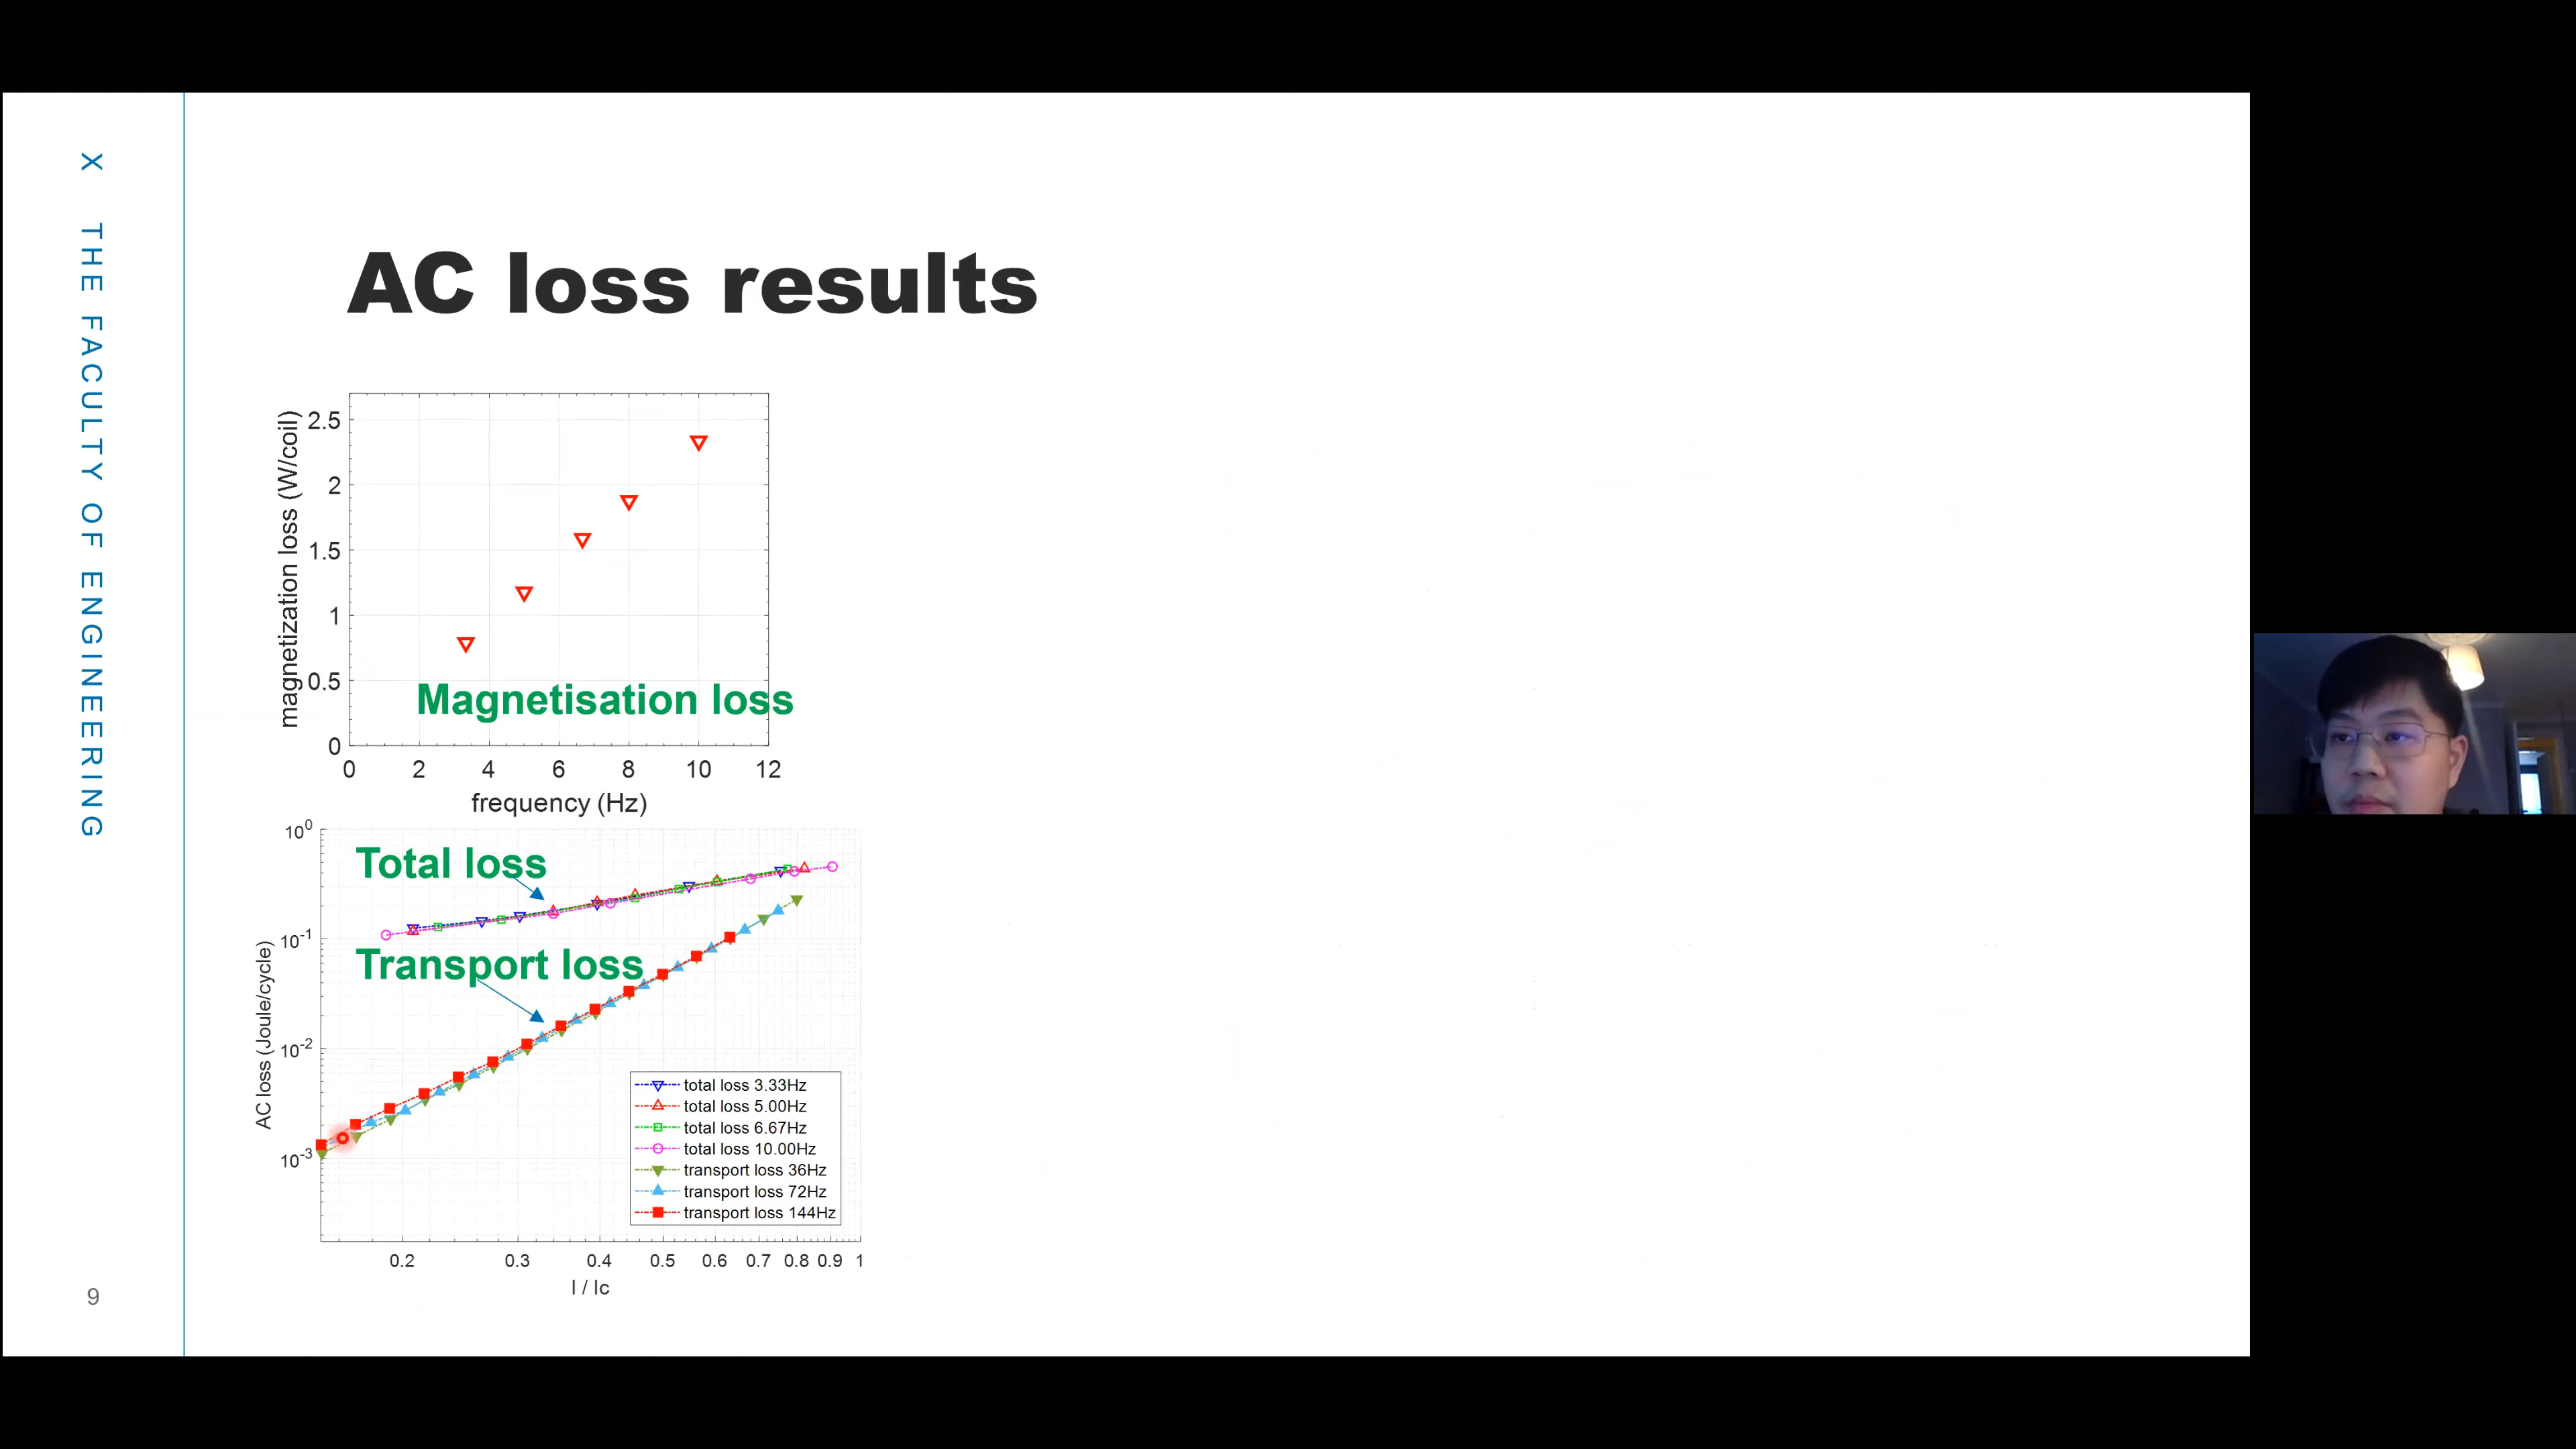 X THE FACULTY OF ENGINEERING
AC loss results
magnetization loss (W/coil)
2.5
2
1.5
1
0.5
0
Magnetisation loss
0 2 4 6 8 10 12
frequency (Hz)
AC loss (Joule/cycle)
10^0
10^-1
10^-2
10^-3
Total loss
Transport loss
total loss 3.33Hz
total loss 5.00Hz
total loss 6.67Hz
total loss 10.00Hz
transport loss 36Hz
transport loss 72Hz
transport loss 144Hz
0.2 0.3 0.4 0.5 0.6 0.7 0.8 0.9 1
I / Ic
9